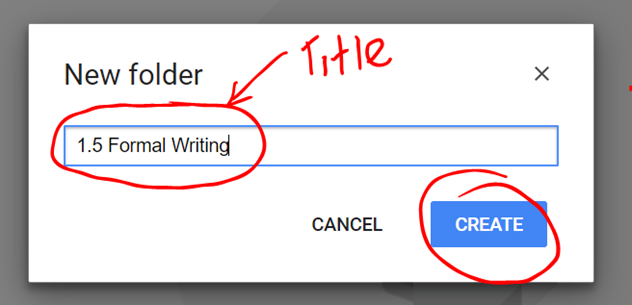 Title
New folder
1.5 Formal Writing
CANCEL CREATE